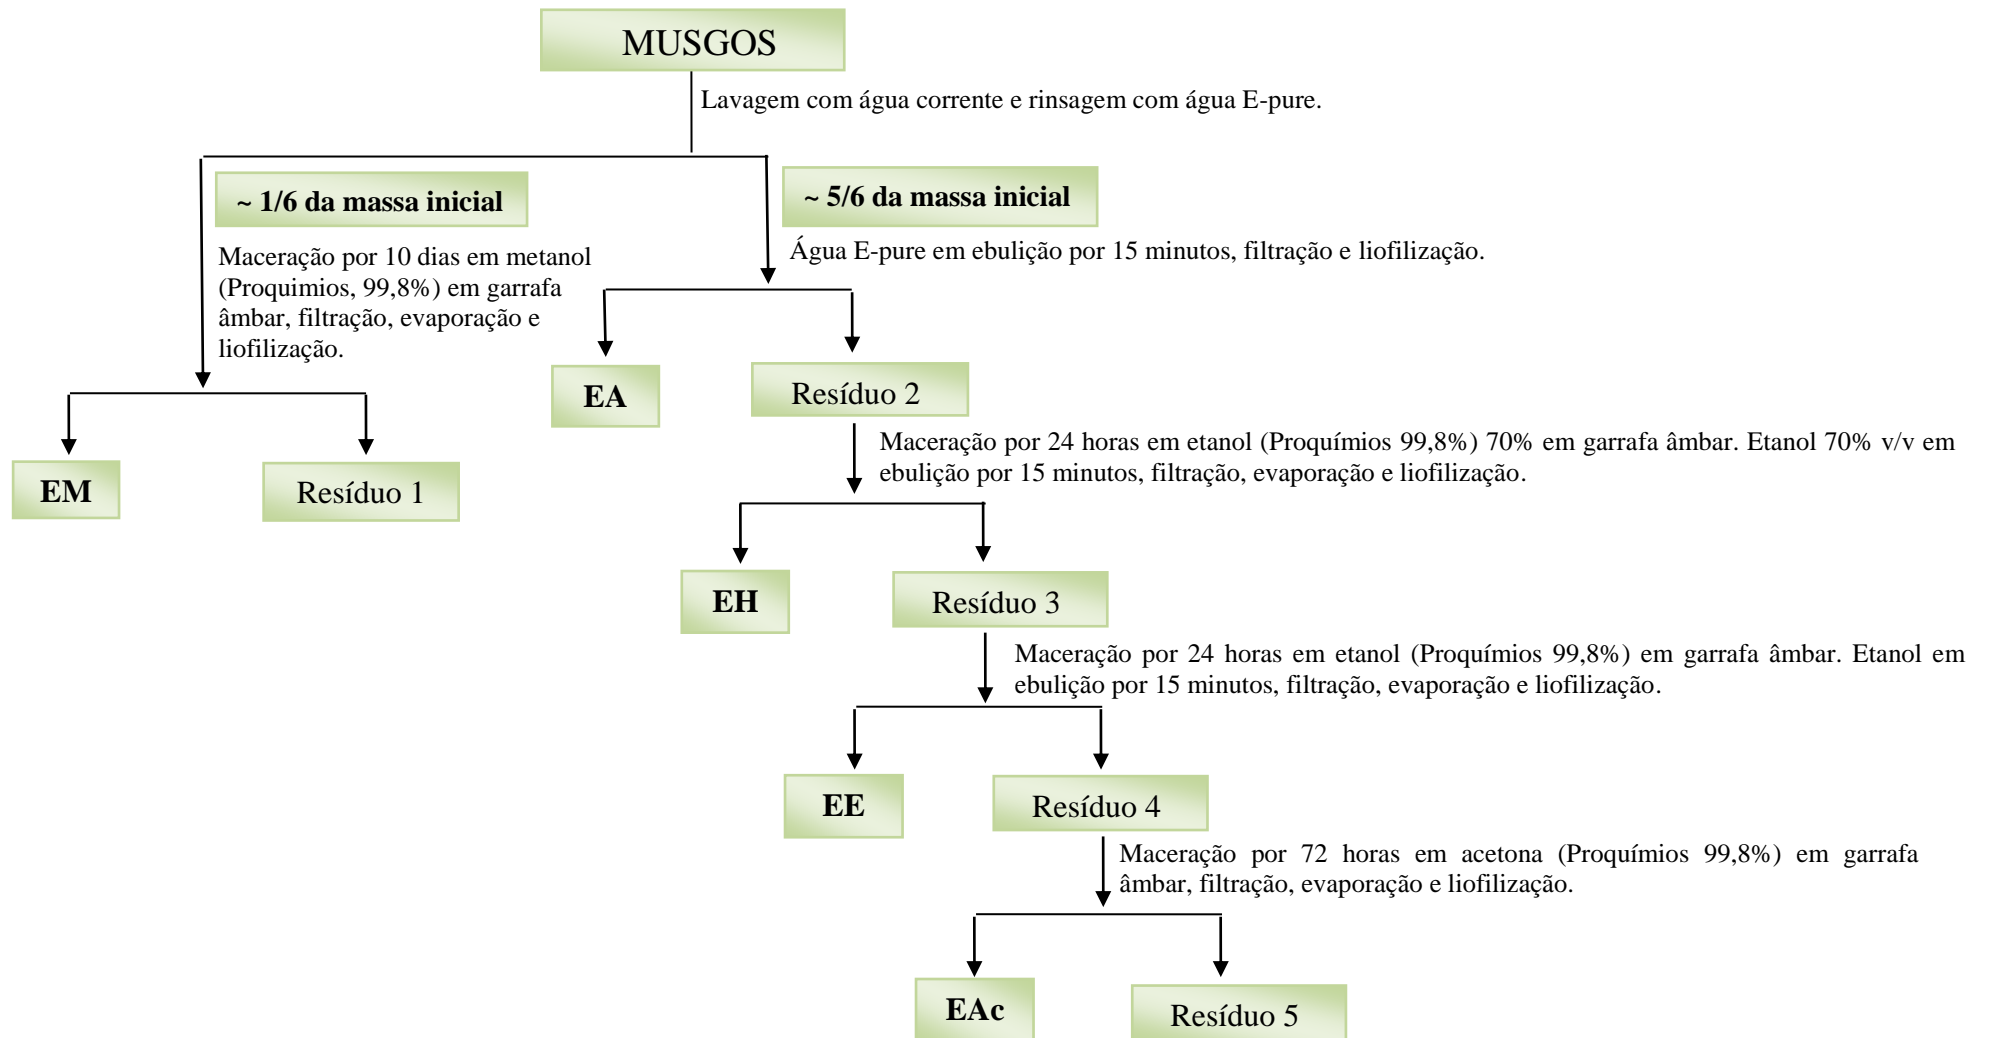 MUSGOS
Lavagem com água corrente e rinsagem com água E-pure.
~ 1/6 da massa inicial
~ 5/6 da massa inicial
Maceração por 10 dias em metanol
(Proquimios, 99,8%) em garrafa
âmbar, filtração, evaporação e
liofilização.
Água E-pure em ebulição por 15 minutos, filtração e liofilização.
EA
Resíduo 2
EM
Resíduo 1
Maceração por 24 horas em etanol (Proquímios 99,8%) 70% em garrafa âmbar. Etanol 70% v/v em
ebulição por 15 minutos, filtração, evaporação e liofilização.
EH
Resíduo 3
Maceração por 24 horas em etanol (Proquímios 99,8%) em garrafa âmbar. Etanol em
ebulição por 15 minutos, filtração, evaporação e liofilização.
EE
Resíduo 4
Maceração por 72 horas em acetona (Proquímios 99,8%) em garrafa
âmbar, filtração, evaporação e liofilização.
EAc
Resíduo 5